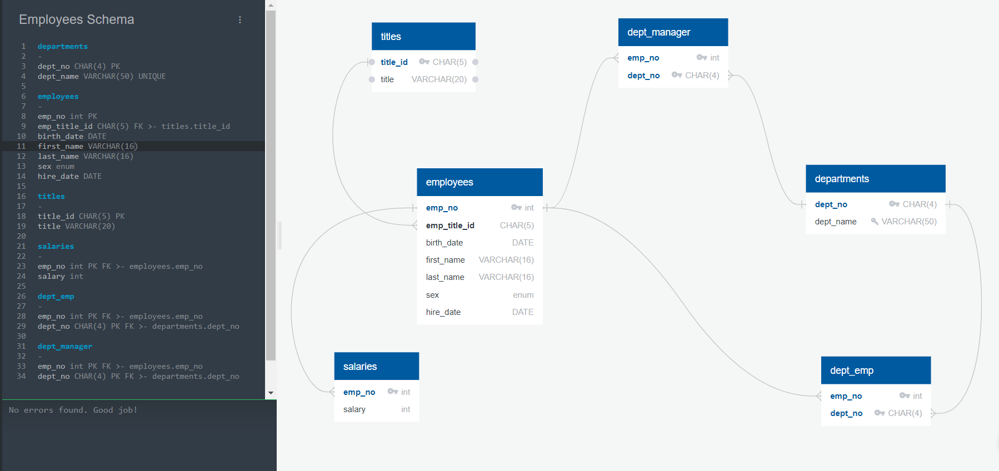 Employees Schema
1 departments
2 -
3 dept_no CHAR(4) PK
4 dept_name VARCHAR(50) UNIQUE
5
6 employees
7 -
8 emp_no int PK
9 emp_title_id CHAR(5) FK >- titles.title_id
10 birth_date DATE
11 first_name VARCHAR(16)
12 last_name VARCHAR(16)
13 sex enum
14 hire_date DATE
15
16 titles
17 -
18 title_id CHAR(5) PK
19 title VARCHAR(20)
20
21 salaries
22 -
23 emp_no int PK FK >- employees.emp_no
24 salary int
25
26 dept_emp
27 -
28 emp_no int PK FK >- employees.emp_no
29 dept_no CHAR(4) PK FK >- departments.dept_no
30
31 dept_manager
32 -
33 emp_no int PK FK >- employees.emp_no
34 dept_no CHAR(4) PK FK >- departments.dept_no
No errors found. Good job!
titles
title_id CHAR(5)
title VARCHAR(20)
dept_manager
emp_no int
dept_no CHAR(4)
employees
emp_no int
emp_title_id CHAR(5)
birth_date DATE
first_name VARCHAR(16)
last_name VARCHAR(16)
sex enum
hire_date DATE
departments
dept_no CHAR(4)
dept_name VARCHAR(50)
salaries
emp_no int
salary int
dept_emp
emp_no int
dept_no CHAR(4)